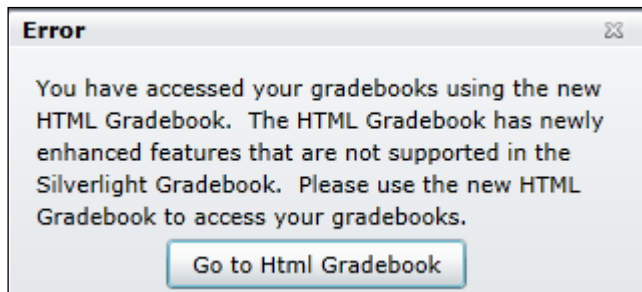 Error
You have accessed your gradebooks using the new
HTML Gradebook.  The HTML Gradebook has newly
enhanced features that are not supported in the
Silverlight Gradebook.  Please use the new HTML
Gradebook to access your gradebooks.
Go to Html Gradebook